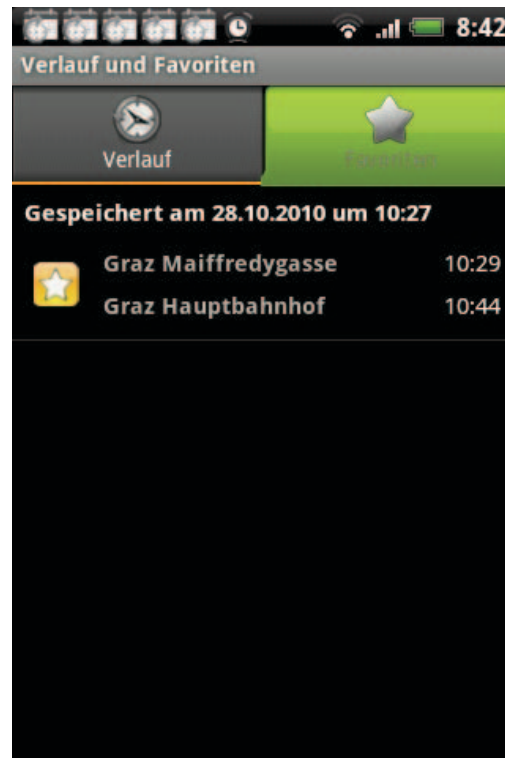 8:42
Verlauf und Favoriten
Verlauf
Favoriten
Gespeichert am 28.10.2010 um 10:27
Graz Maiffredygasse 10:29
Graz Hauptbahnhof 10:44